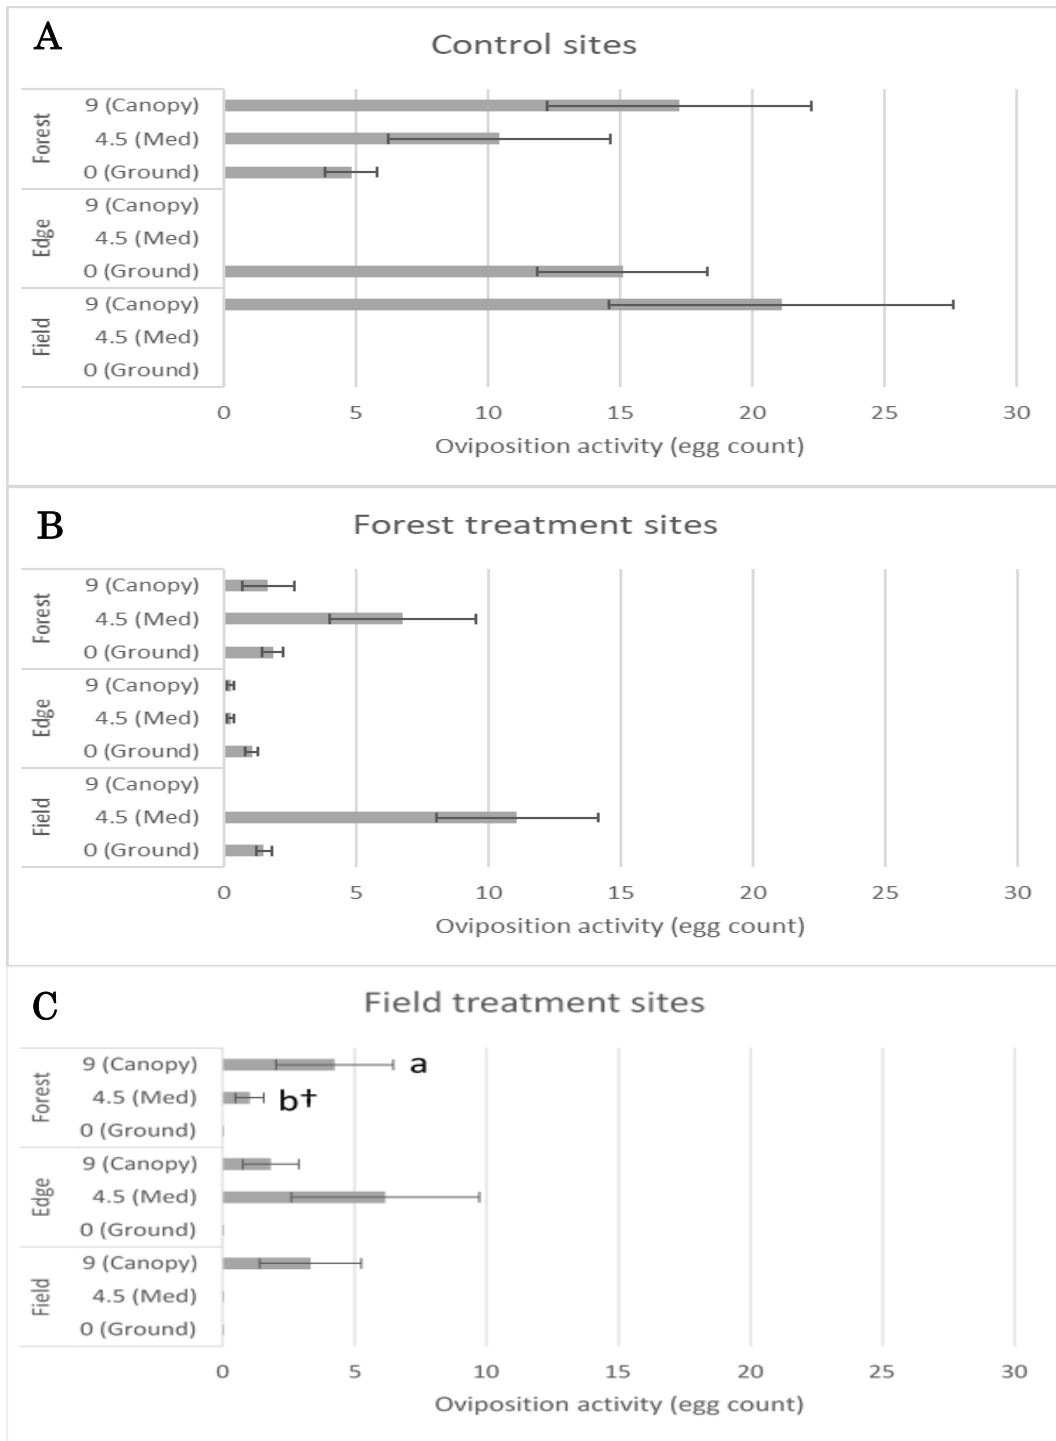 A
Control sites
Forest
9 (Canopy)
4.5 (Med)
0 (Ground)
Edge
9 (Canopy)
4.5 (Med)
0 (Ground)
Field
9 (Canopy)
4.5 (Med)
0 (Ground)
0 5 10 15 20 25 30
Oviposition activity (egg count)
B
Forest treatment sites
Forest
9 (Canopy)
4.5 (Med)
0 (Ground)
Edge
9 (Canopy)
4.5 (Med)
0 (Ground)
Field
9 (Canopy)
4.5 (Med)
0 (Ground)
0 5 10 15 20 25 30
Oviposition activity (egg count)
C
Field treatment sites
Forest
9 (Canopy) a
4.5 (Med) b†
0 (Ground)
Edge
9 (Canopy)
4.5 (Med)
0 (Ground)
Field
9 (Canopy)
4.5 (Med)
0 (Ground)
0 5 10 15 20 25 30
Oviposition activity (egg count)